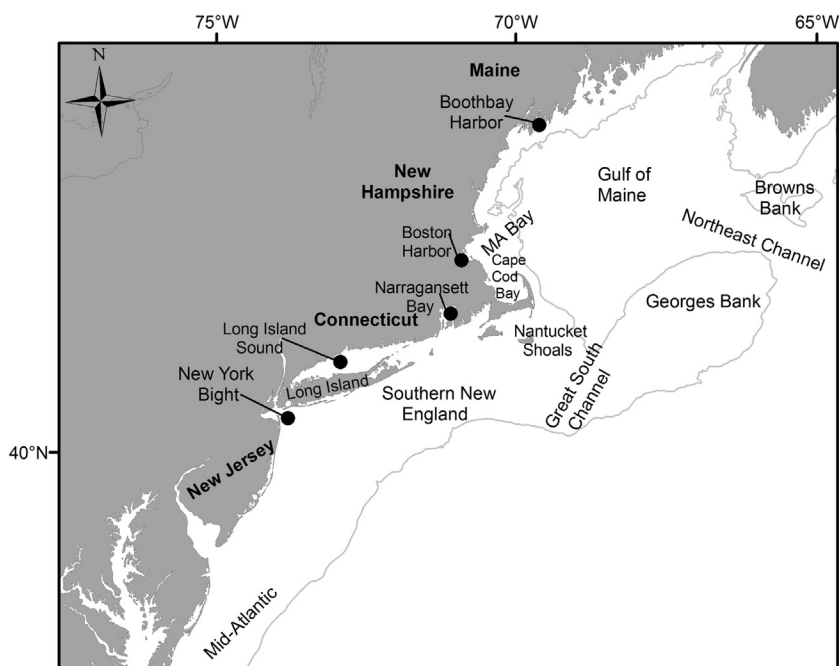 75°W
70°W
65°W
N
Maine
Boothbay
Harbor
New
Hampshire
Gulf of
Maine
Browns
Bank
Northeast Channel
Boston
Harbor
MA Bay
Cape
Cod
Bay
Narragansett
Bay
Georges Bank
Connecticut
Long Island
Sound
Nantucket
Shoals
New York
Bight
Long Island
Southern New
England
Great South
Channel
40°N
New Jersey
Mid-Atlantic